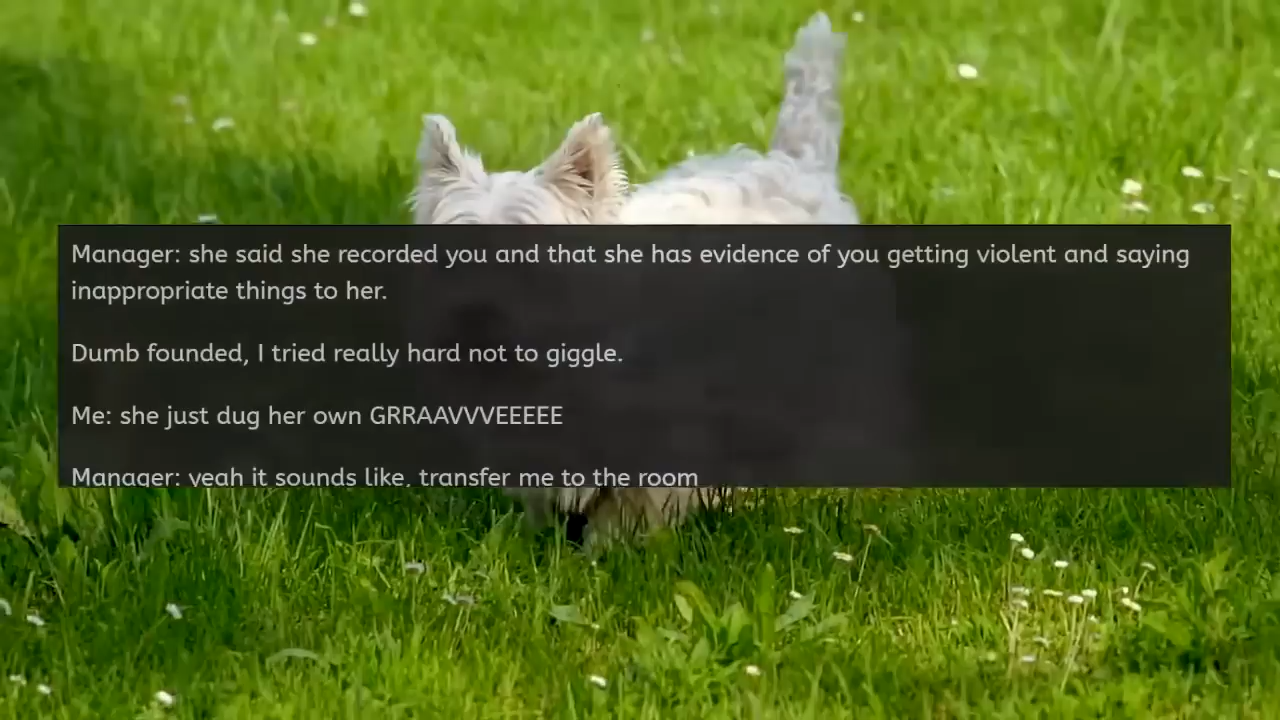 Manager: she said she recorded you and that she has evidence of you getting violent and saying
inappropriate things to her.
Dumb founded, I tried really hard not to giggle.
Me: she just dug her own GRRAAVVVEEEEE
Manager: yeah it sounds like, transfer me to the room